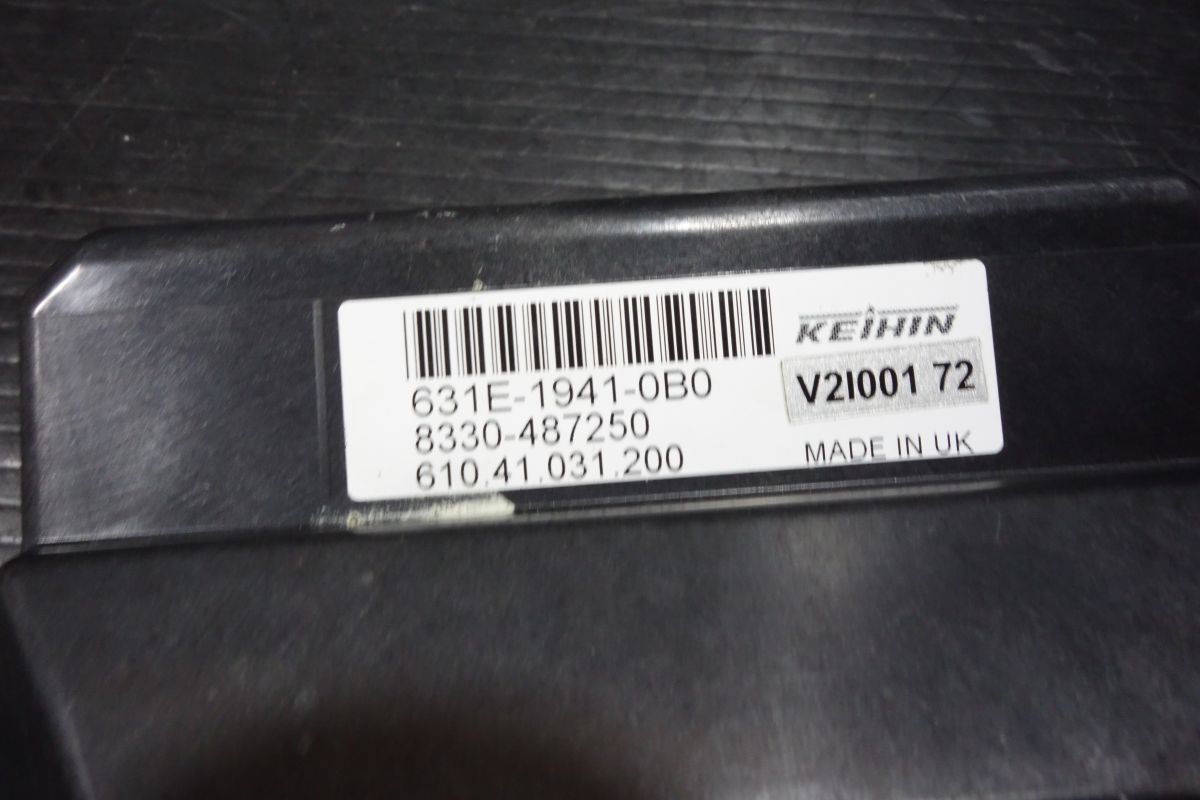 KEIHIN
631E-1941-0B0
V2I001 72
8330-487250
610.41.031.200
MADE IN UK